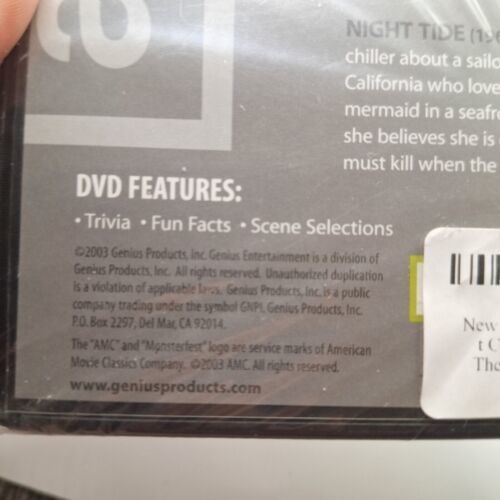 NIGHT TIDE (196
chiller about a sailo
California who love
mermaid in a seafr
she believes she is
must kill when the
DVD FEATURES:
• Trivia • Fun Facts • Scene Selections
©2003 Genius Products, Inc. Genius Entertainment is a division of
Genius Products, Inc. All rights reserved. Unauthorized duplication
is a violation of applicable laws. Genius Products, Inc. is a public
company trading under the symbol GNPI. Genius Products, Inc.
P.O. Box 2297, Del Mar, CA 92014.
The "AMC" and "Monsterfest" logo are service marks of American
Movie Classics Company. ©2003 AMC. All rights reserved.
www.geniusproducts.com
New
t C
The